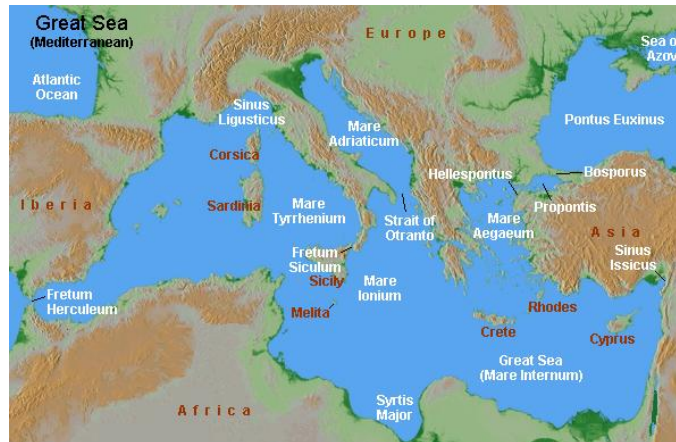 Great Sea
(Mediterranean)
Europe
Sea of
Azov
Atlantic
Ocean
Sinus
Ligusticus
Mare
Adriaticum
Pontus Euxinus
Corsica
Hellespontus
Bosporus
Iberia
Sardinia
Mare
Tyrrhenium
Strait of
Otranto
Mare
Aegaeum
Propontis
Asia
Fretum
Siculum
Sinus
Issicus
Sicily
Mare
Ionium
Fretum
Herculeum
Melita
Rhodes
Crete
Cyprus
Great Sea
(Mare Internum)
Syrtis
Major
Africa